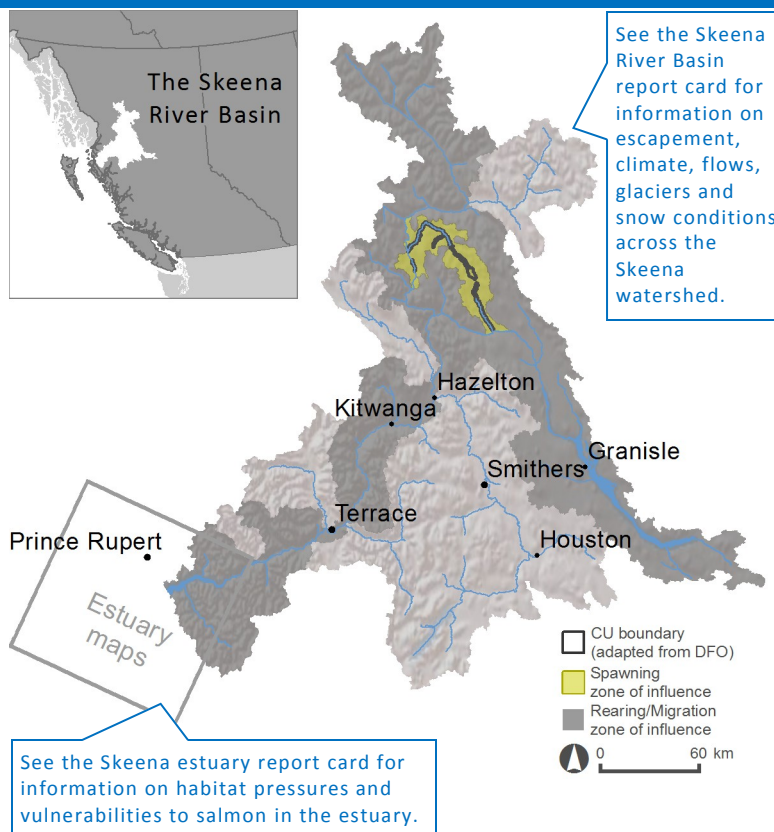 The Skeena
River Basin
See the Skeena
River Basin
report card for
information on
escapement,
climate, flows,
glaciers and
snow conditions
across the
Skeena
watershed.
Hazelton
Kitwanga
Granisle
Smithers
Terrace
Prince Rupert
Houston
Estuary
maps
CU boundary
(adapted from DFO)
Spawning
zone of influence
Rearing/Migration
zone of influence
0 60 km
See the Skeena estuary report card for
information on habitat pressures and
vulnerabilities to salmon in the estuary.